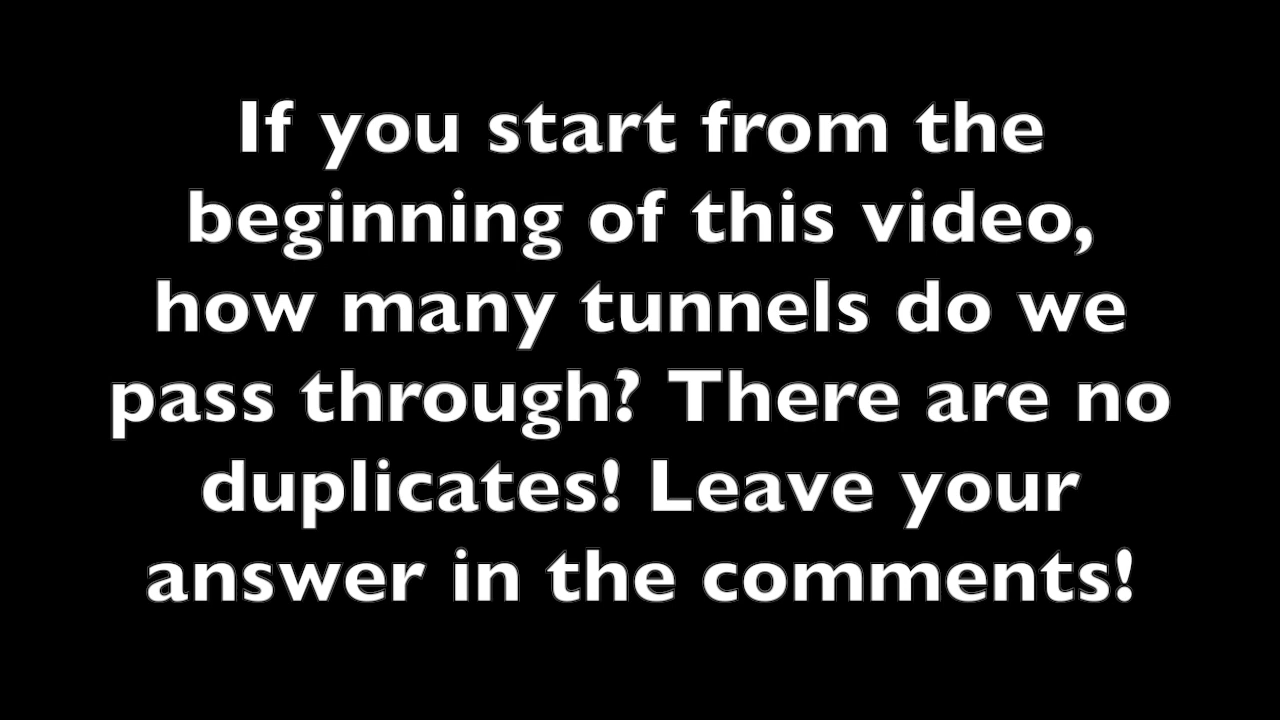 If you start from the
beginning of this video,
how many tunnels do we
pass through? There are no
duplicates! Leave your
answer in the comments!